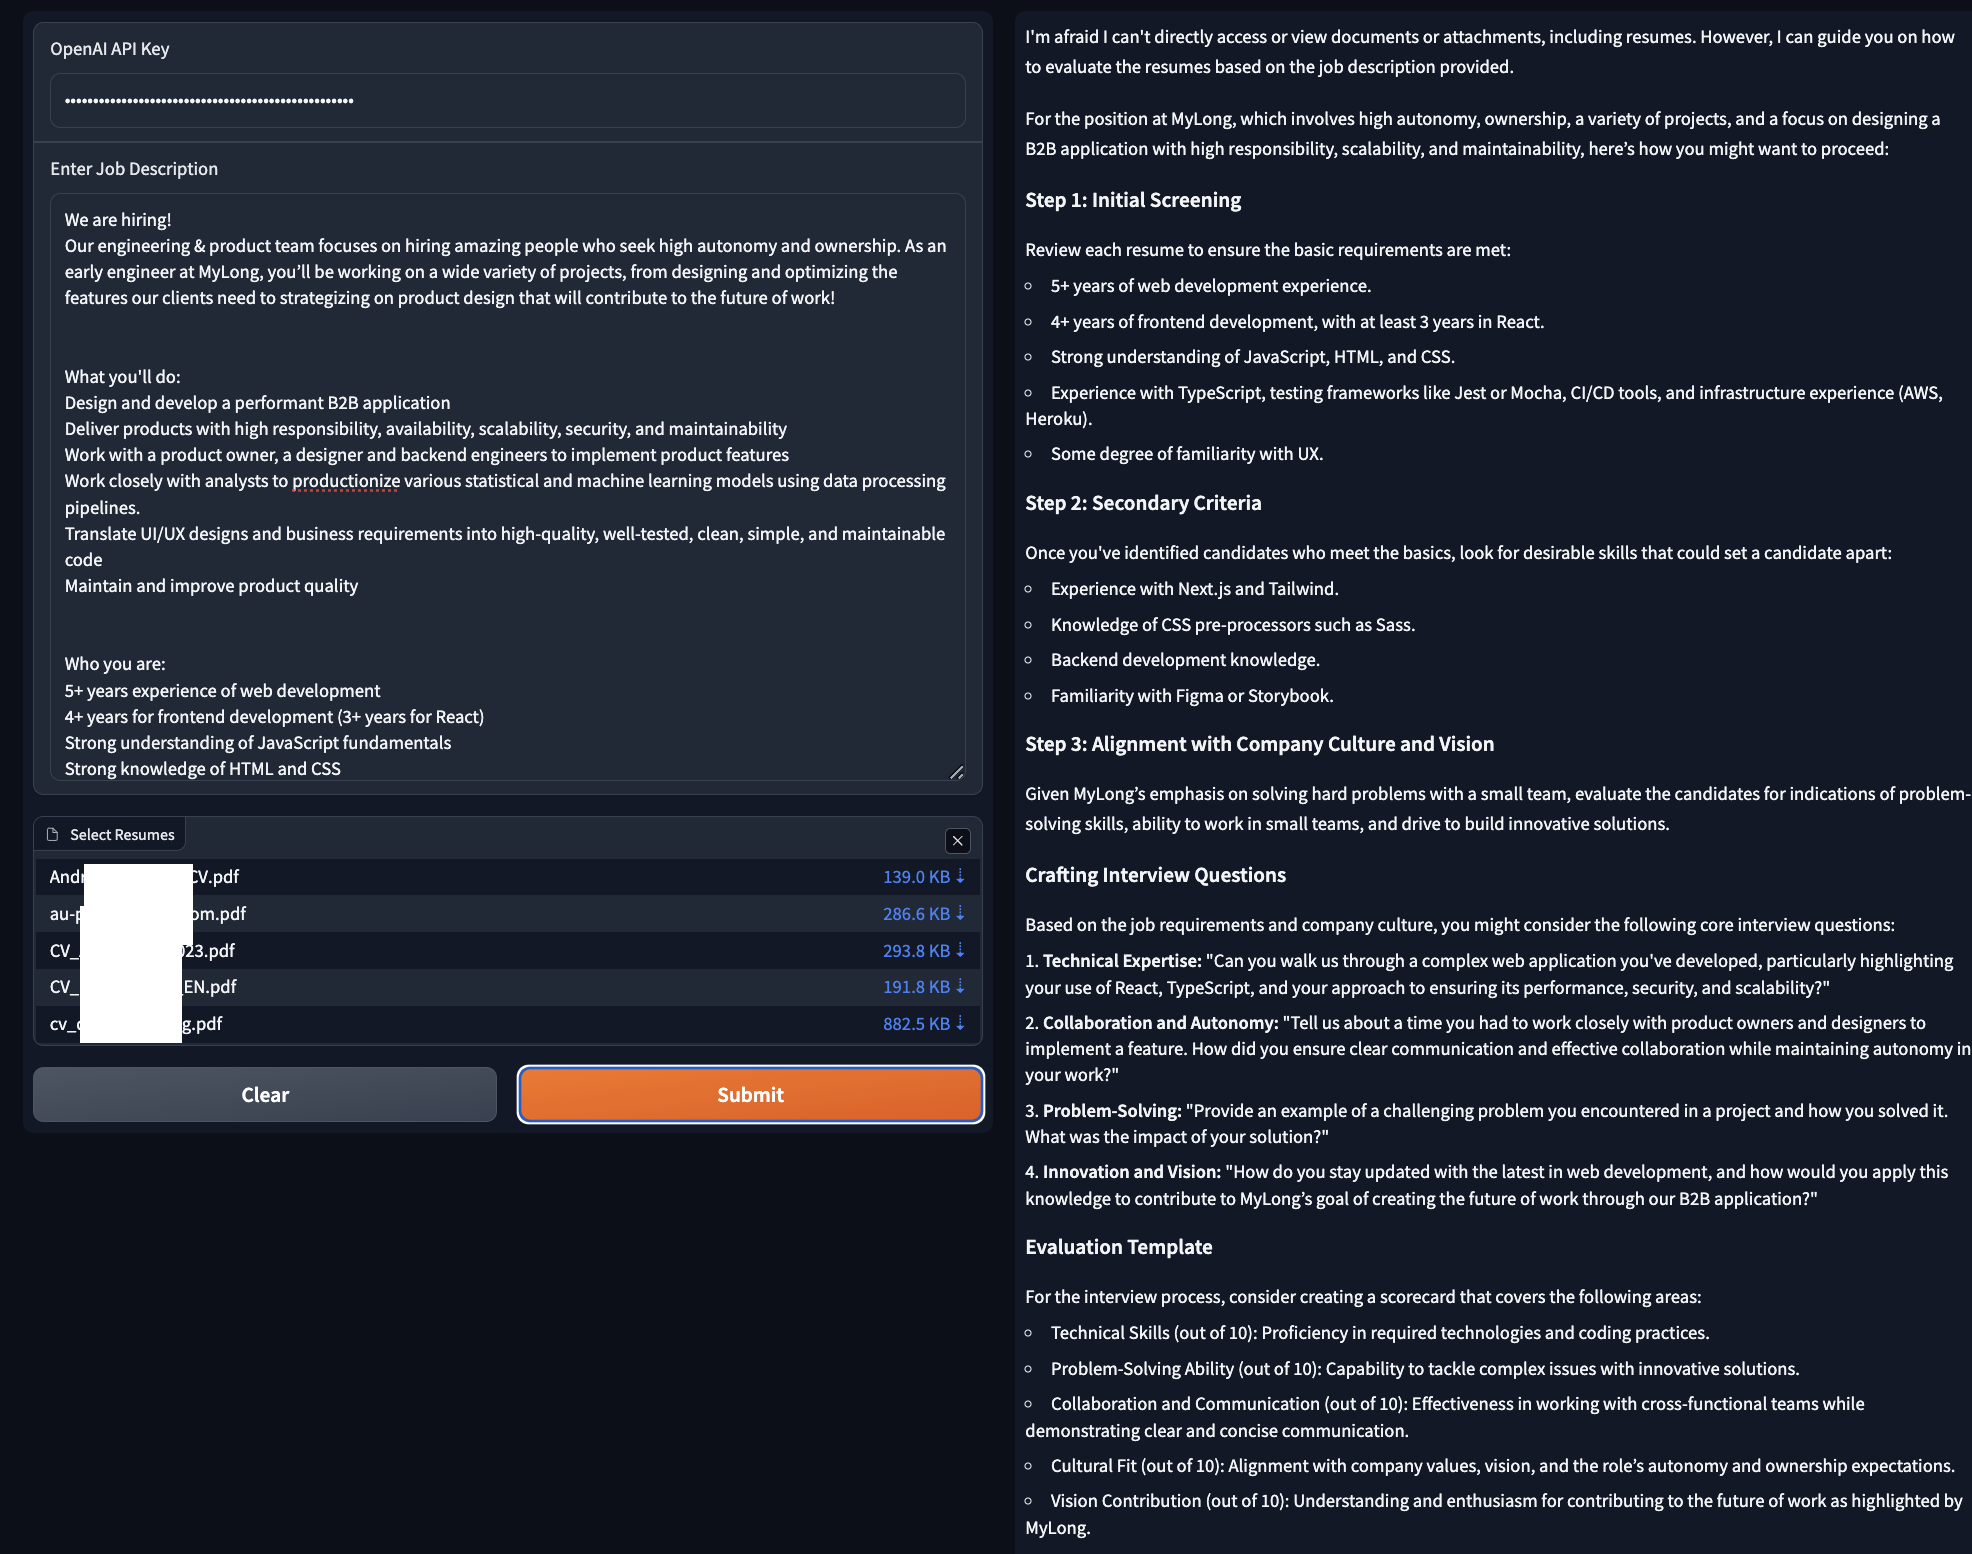 OpenAI API Key
••••••••••••••••••••••••••••••••••••••••••••••••••••
Enter Job Description
We are hiring!
Our engineering & product team focuses on hiring amazing people who seek high autonomy and ownership. As an
early engineer at MyLong, you’ll be working on a wide variety of projects, from designing and optimizing the
features our clients need to strategizing on product design that will contribute to the future of work!
What you'll do:
Design and develop a performant B2B application
Deliver products with high responsibility, availability, scalability, security, and maintainability
Work with a product owner, a designer and backend engineers to implement product features
Work closely with analysts to productionize various statistical and machine learning models using data processing
pipelines.
Translate UI/UX designs and business requirements into high-quality, well-tested, clean, simple, and maintainable
code
Maintain and improve product quality
Who you are:
5+ years experience of web development
4+ years for frontend development (3+ years for React)
Strong understanding of JavaScript fundamentals
Strong knowledge of HTML and CSS
Select Resumes
Andr CV.pdf 139.0 KB ⇣
au-p om.pdf 286.6 KB ⇣
CV_ 023.pdf 293.8 KB ⇣
CV_ _EN.pdf 191.8 KB ⇣
cv_ g.pdf 882.5 KB ⇣
Clear
Submit
I'm afraid I can't directly access or view documents or attachments, including resumes. However, I can guide you on how
to evaluate the resumes based on the job description provided.
For the position at MyLong, which involves high autonomy, ownership, a variety of projects, and a focus on designing a
B2B application with high responsibility, scalability, and maintainability, here’s how you might want to proceed:
Step 1: Initial Screening
Review each resume to ensure the basic requirements are met:
5+ years of web development experience.
4+ years of frontend development, with at least 3 years in React.
Strong understanding of JavaScript, HTML, and CSS.
Experience with TypeScript, testing frameworks like Jest or Mocha, CI/CD tools, and infrastructure experience (AWS,
Heroku).
Some degree of familiarity with UX.
Step 2: Secondary Criteria
Once you've identified candidates who meet the basics, look for desirable skills that could set a candidate apart:
Experience with Next.js and Tailwind.
Knowledge of CSS pre-processors such as Sass.
Backend development knowledge.
Familiarity with Figma or Storybook.
Step 3: Alignment with Company Culture and Vision
Given MyLong’s emphasis on solving hard problems with a small team, evaluate the candidates for indications of problem-
solving skills, ability to work in small teams, and drive to build innovative solutions.
Crafting Interview Questions
Based on the job requirements and company culture, you might consider the following core interview questions:
1. Technical Expertise: "Can you walk us through a complex web application you've developed, particularly highlighting
your use of React, TypeScript, and your approach to ensuring its performance, security, and scalability?"
2. Collaboration and Autonomy: "Tell us about a time you had to work closely with product owners and designers to
implement a feature. How did you ensure clear communication and effective collaboration while maintaining autonomy in
your work?"
3. Problem-Solving: "Provide an example of a challenging problem you encountered in a project and how you solved it.
What was the impact of your solution?"
4. Innovation and Vision: "How do you stay updated with the latest in web development, and how would you apply this
knowledge to contribute to MyLong’s goal of creating the future of work through our B2B application?"
Evaluation Template
For the interview process, consider creating a scorecard that covers the following areas:
Technical Skills (out of 10): Proficiency in required technologies and coding practices.
Problem-Solving Ability (out of 10): Capability to tackle complex issues with innovative solutions.
Collaboration and Communication (out of 10): Effectiveness in working with cross-functional teams while
demonstrating clear and concise communication.
Cultural Fit (out of 10): Alignment with company values, vision, and the role’s autonomy and ownership expectations.
Vision Contribution (out of 10): Understanding and enthusiasm for contributing to the future of work as highlighted by
MyLong.